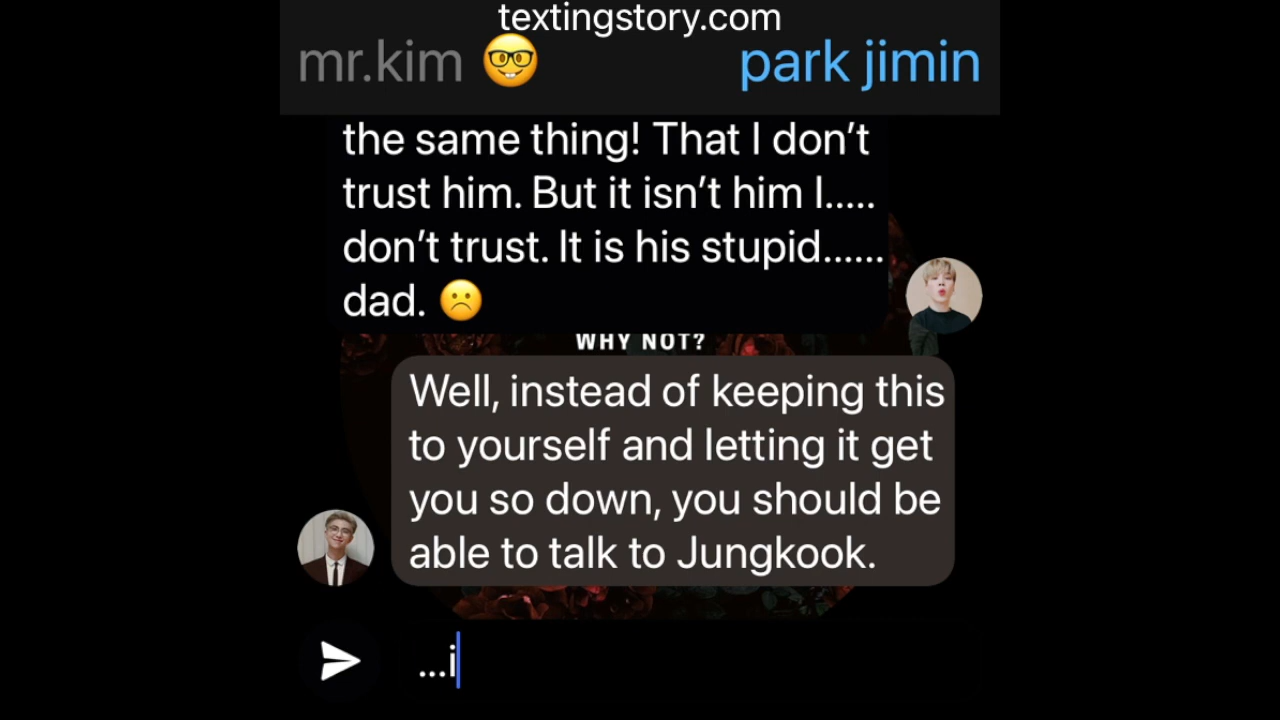 textingstory.com
mr.kim 🤓 park jimin
the same thing! That I don’t
trust him. But it isn’t him I.....
don’t trust. It is his stupid......
dad. ☹️
WHY NOT?
Well, instead of keeping this
to yourself and letting it get
you so down, you should be
able to talk to Jungkook.
...i